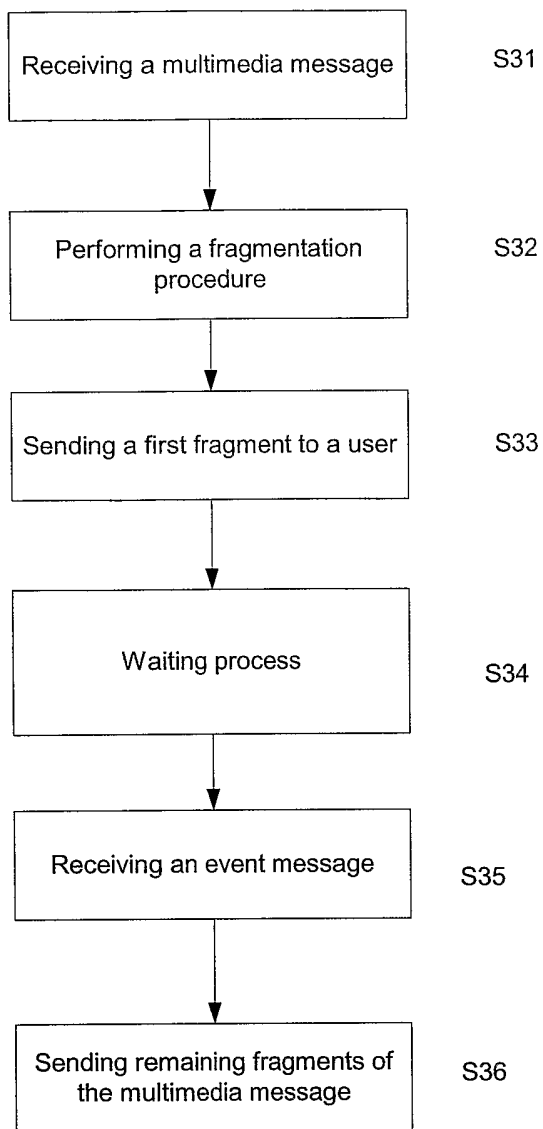 Receiving a multimedia message
S31
Performing a fragmentation
procedure
S32
Sending a first fragment to a user
S33
Waiting process
S34
Receiving an event message
S35
Sending remaining fragments of
the multimedia message
S36